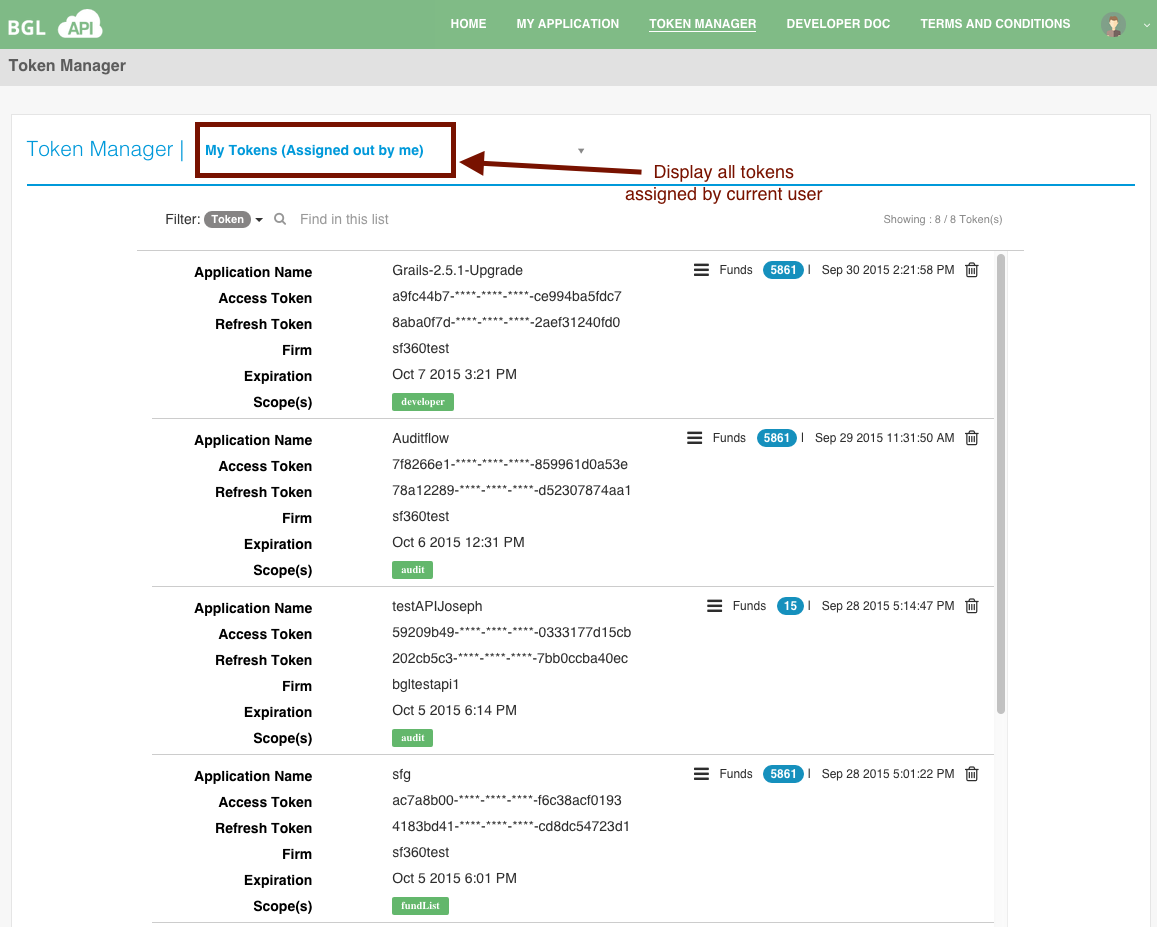 BGL API HOME MY APPLICATION TOKEN MANAGER DEVELOPER DOC TERMS AND CONDITIONS
Token Manager
Token Manager | My Tokens (Assigned out by me)
Display all tokens
assigned by current user
Filter: Token Find in this list Showing : 8 / 8 Token(s)
Application Name Grails-2.5.1-Upgrade Funds 5861 | Sep 30 2015 2:21:58 PM
Access Token a9fc44b7-****-****-****-ce994ba5fdc7
Refresh Token 8aba0f7d-****-****-****-2aef31240fd0
Firm sf360test
Expiration Oct 7 2015 3:21 PM
Scope(s) developer
Application Name Auditflow Funds 5861 | Sep 29 2015 11:31:50 AM
Access Token 7f8266e1-****-****-****-859961d0a53e
Refresh Token 78a12289-****-****-****-d52307874aa1
Firm sf360test
Expiration Oct 6 2015 12:31 PM
Scope(s) audit
Application Name testAPIJoseph Funds 15 | Sep 28 2015 5:14:47 PM
Access Token 59209b49-****-****-****-0333177d15cb
Refresh Token 202cb5c3-****-****-****-7bb0ccba40ec
Firm bgltestapi1
Expiration Oct 5 2015 6:14 PM
Scope(s) audit
Application Name sfg Funds 5861 | Sep 28 2015 5:01:22 PM
Access Token ac7a8b00-****-****-****-f6c38acf0193
Refresh Token 4183bd41-****-****-****-cd8dc54723d1
Firm sf360test
Expiration Oct 5 2015 6:01 PM
Scope(s) fundList